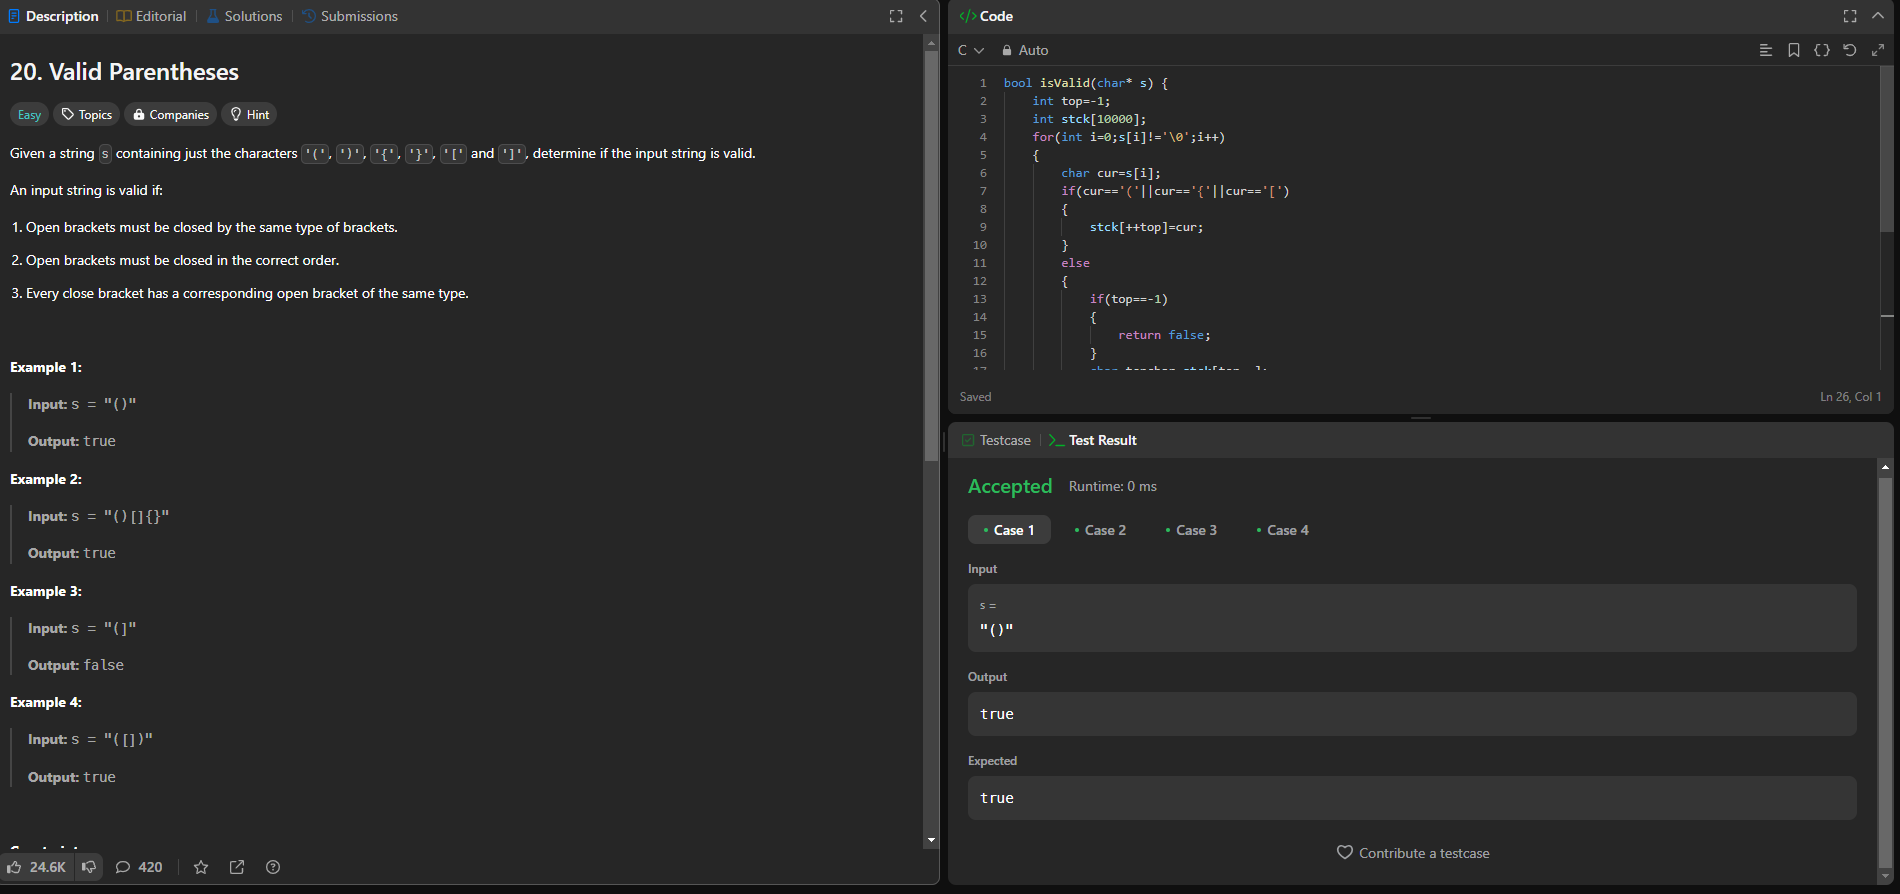 Description | Editorial | Solutions | Submissions
20. Valid Parentheses
Easy Topics Companies Hint
Given a string s containing just the characters '(', ')', '{', '}', '[' and ']', determine if the input string is valid.
An input string is valid if:
1. Open brackets must be closed by the same type of brackets.
2. Open brackets must be closed in the correct order.
3. Every close bracket has a corresponding open bracket of the same type.
Example 1:
Input: s = "()"
Output: true
Example 2:
Input: s = "()[]{}"
Output: true
Example 3:
Input: s = "(]"
Output: false
Example 4:
Input: s = "([])"
Output: true
24.6K 420
</> Code
C Auto
1 bool isValid(char* s) {
2 int top=-1;
3 int stck[10000];
4 for(int i=0;s[i]!='\0';i++)
5 {
6 char cur=s[i];
7 if(cur=='('||cur=='{'||cur=='[')
8 {
9 stck[++top]=cur;
10 }
11 else
12 {
13 if(top==-1)
14 {
15 return false;
16 }
Saved Ln 26, Col 1
Testcase | >_ Test Result
Accepted Runtime: 0 ms
• Case 1 • Case 2 • Case 3 • Case 4
Input
s =
"()"
Output
true
Expected
true
Contribute a testcase